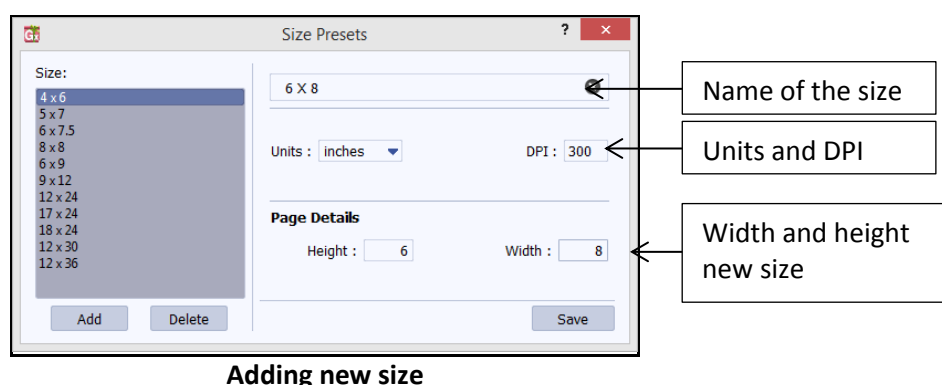 GX
Size Presets
?
×
Size:
4 x 6
5 x 7
6 x 7.5
8 x 8
6 x 9
9 x 12
12 x 24
17 x 24
18 x 24
12 x 30
12 x 36
Add
Delete
6 X 8
Units : inches
DPI : 300
Page Details
Height : 6
Width : 8
Save
Name of the size
Units and DPI
Width and height
new size
Adding new size